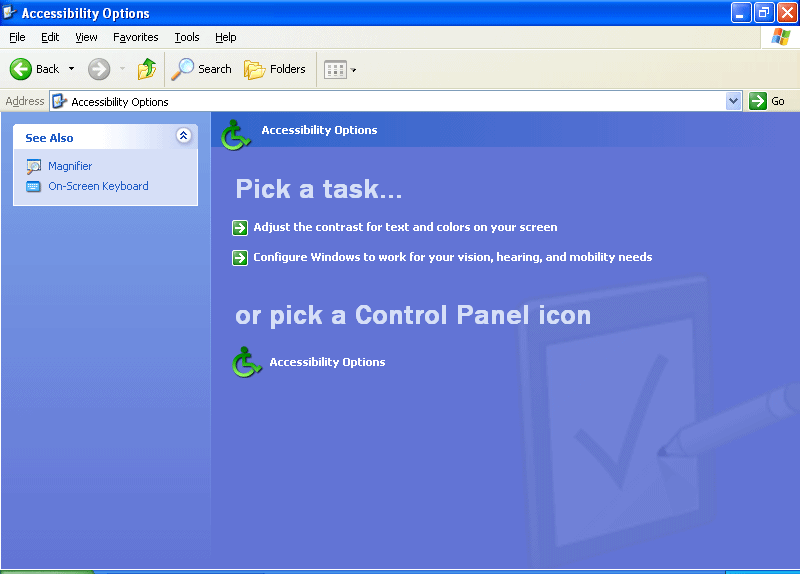 Accessibility Options
File Edit View Favorites Tools Help
Back Search Folders
Address Accessibility Options Go
See Also
Magnifier
On-Screen Keyboard
Accessibility Options
Pick a task...
Adjust the contrast for text and colors on your screen
Configure Windows to work for your vision, hearing, and mobility needs
or pick a Control Panel icon
Accessibility Options